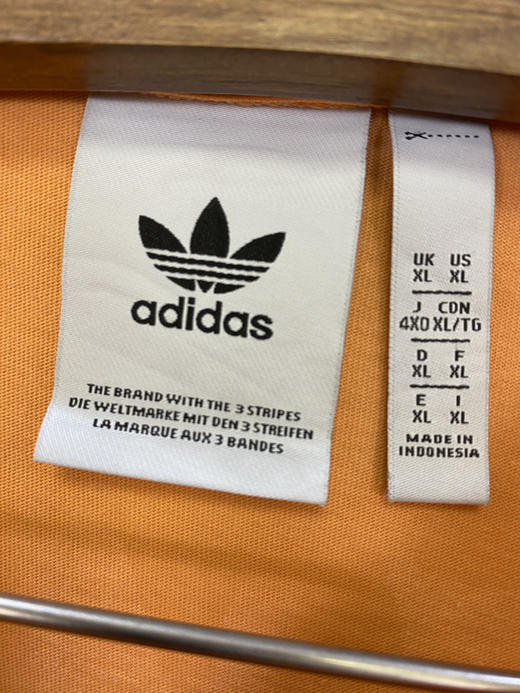 adidas
THE BRAND WITH THE 3 STRIPES
DIE WELTMARKE MIT DEN 3 STREIFEN
LA MARQUE AUX 3 BANDES
UK US
XL XL
J CDN
4XO XL/TG
D F
XL XL
E I
XL XL
MADE IN
INDONESIA